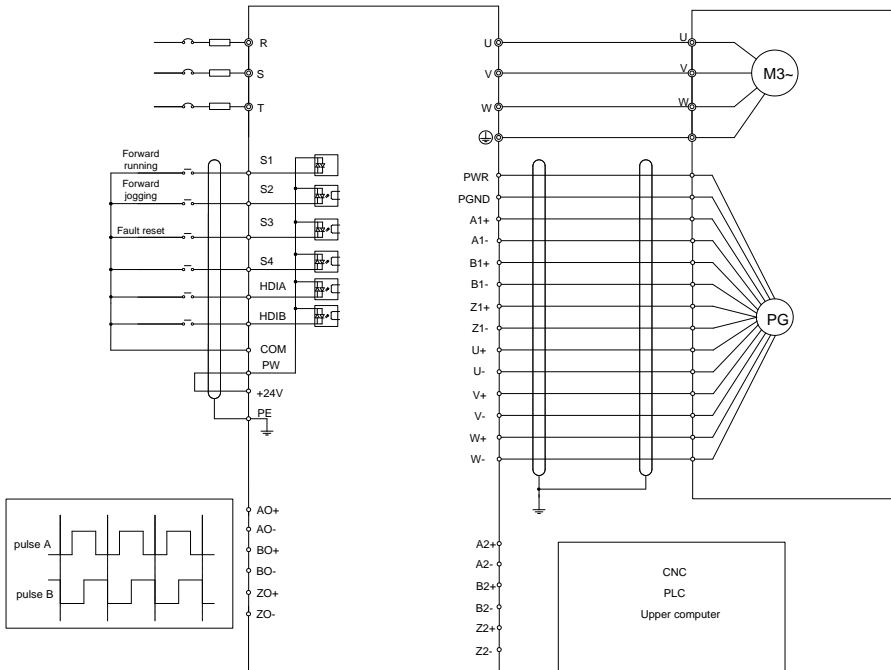 R
S
T
Forward
running
Forward
jogging
Fault reset
S1
S2
S3
S4
HDIA
HDIB
COM
PW
+24V
PE
AO+
AO-
BO+
BO-
ZO+
ZO-
pulse A
pulse B
U
V
W
U
V
W
M3~
PWR
PGND
A1+
A1-
B1+
B1-
Z1+
Z1-
U+
U-
V+
V-
W+
W-
PG
A2+
A2-
B2+
B2-
Z2+
Z2-
CNC
PLC
Upper computer